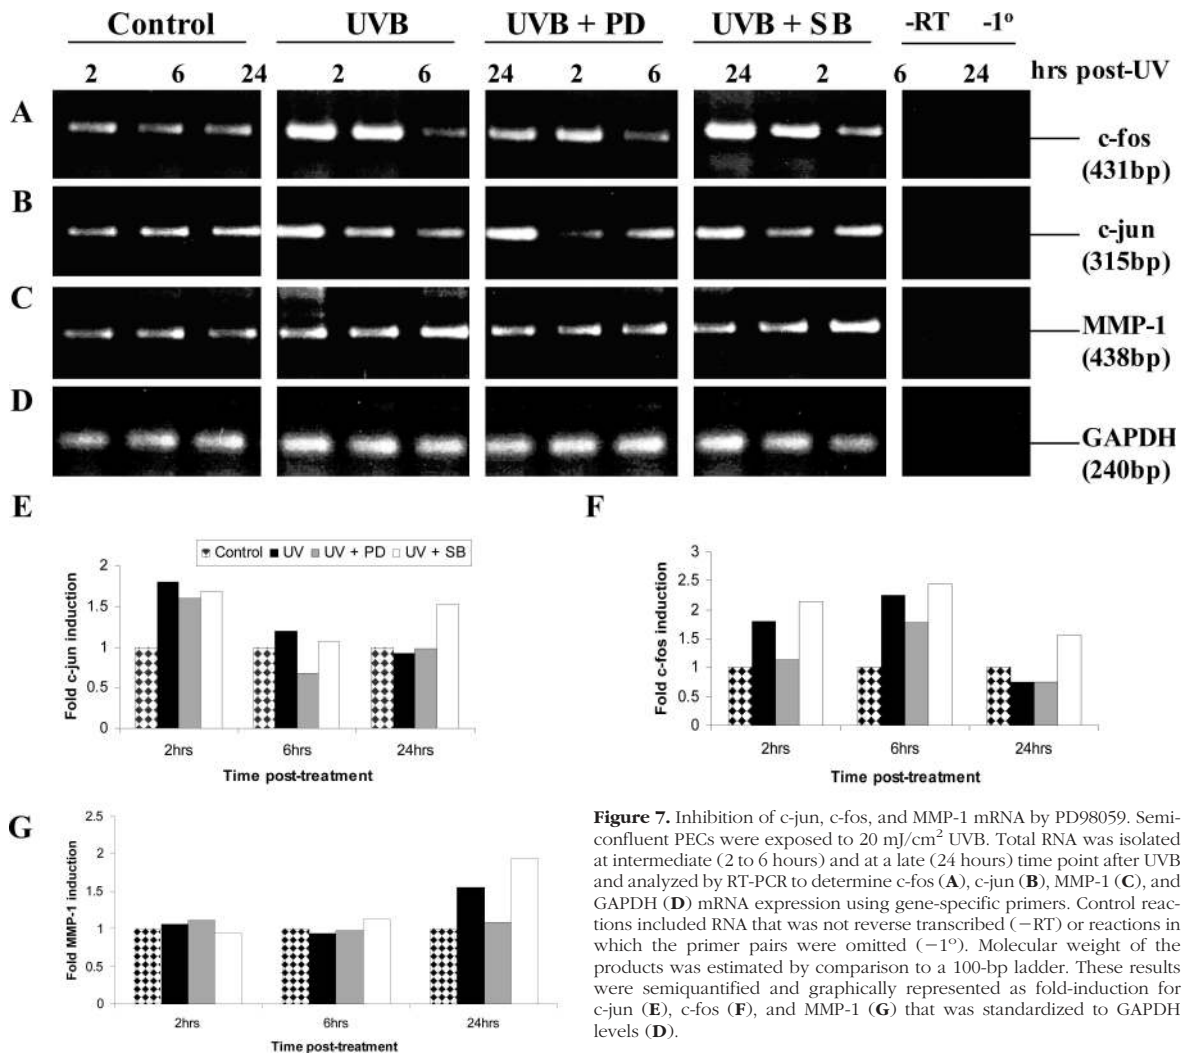 Control UVB UVB + PD UVB + SB -RT -1°
2 6 24 2 6 24 2 6 24 2 6 24 hrs post-UV
A
c-fos
(431bp)
B
c-jun
(315bp)
C
MMP-1
(438bp)
D
GAPDH
(240bp)
E
Control UV UV + PD UV + SB
Fold c-jun induction
2
1.5
1
0.5
0
2hrs 6hrs 24hrs
Time post-treatment
F
Fold c-fos induction
3
2.5
2
1.5
1
0.5
0
2hrs 6hrs 24hrs
Time post-treatment
G
Fold MMP-1 induction
2.5
2
1.5
1
0.5
0
2hrs 6hrs 24hrs
Time post-treatment
Figure 7. Inhibition of c-jun, c-fos, and MMP-1 mRNA by PD98059. Semi-
confluent PECs were exposed to 20 mJ/cm² UVB. Total RNA was isolated
at intermediate (2 to 6 hours) and at a late (24 hours) time point after UVB
and analyzed by RT-PCR to determine c-fos (A), c-jun (B), MMP-1 (C), and
GAPDH (D) mRNA expression using gene-specific primers. Control reac-
tions included RNA that was not reverse transcribed (−RT) or reactions in
which the primer pairs were omitted (−1°). Molecular weight of the
products was estimated by comparison to a 100-bp ladder. These results
were semiquantified and graphically represented as fold-induction for
c-jun (E), c-fos (F), and MMP-1 (G) that was standardized to GAPDH
levels (D).